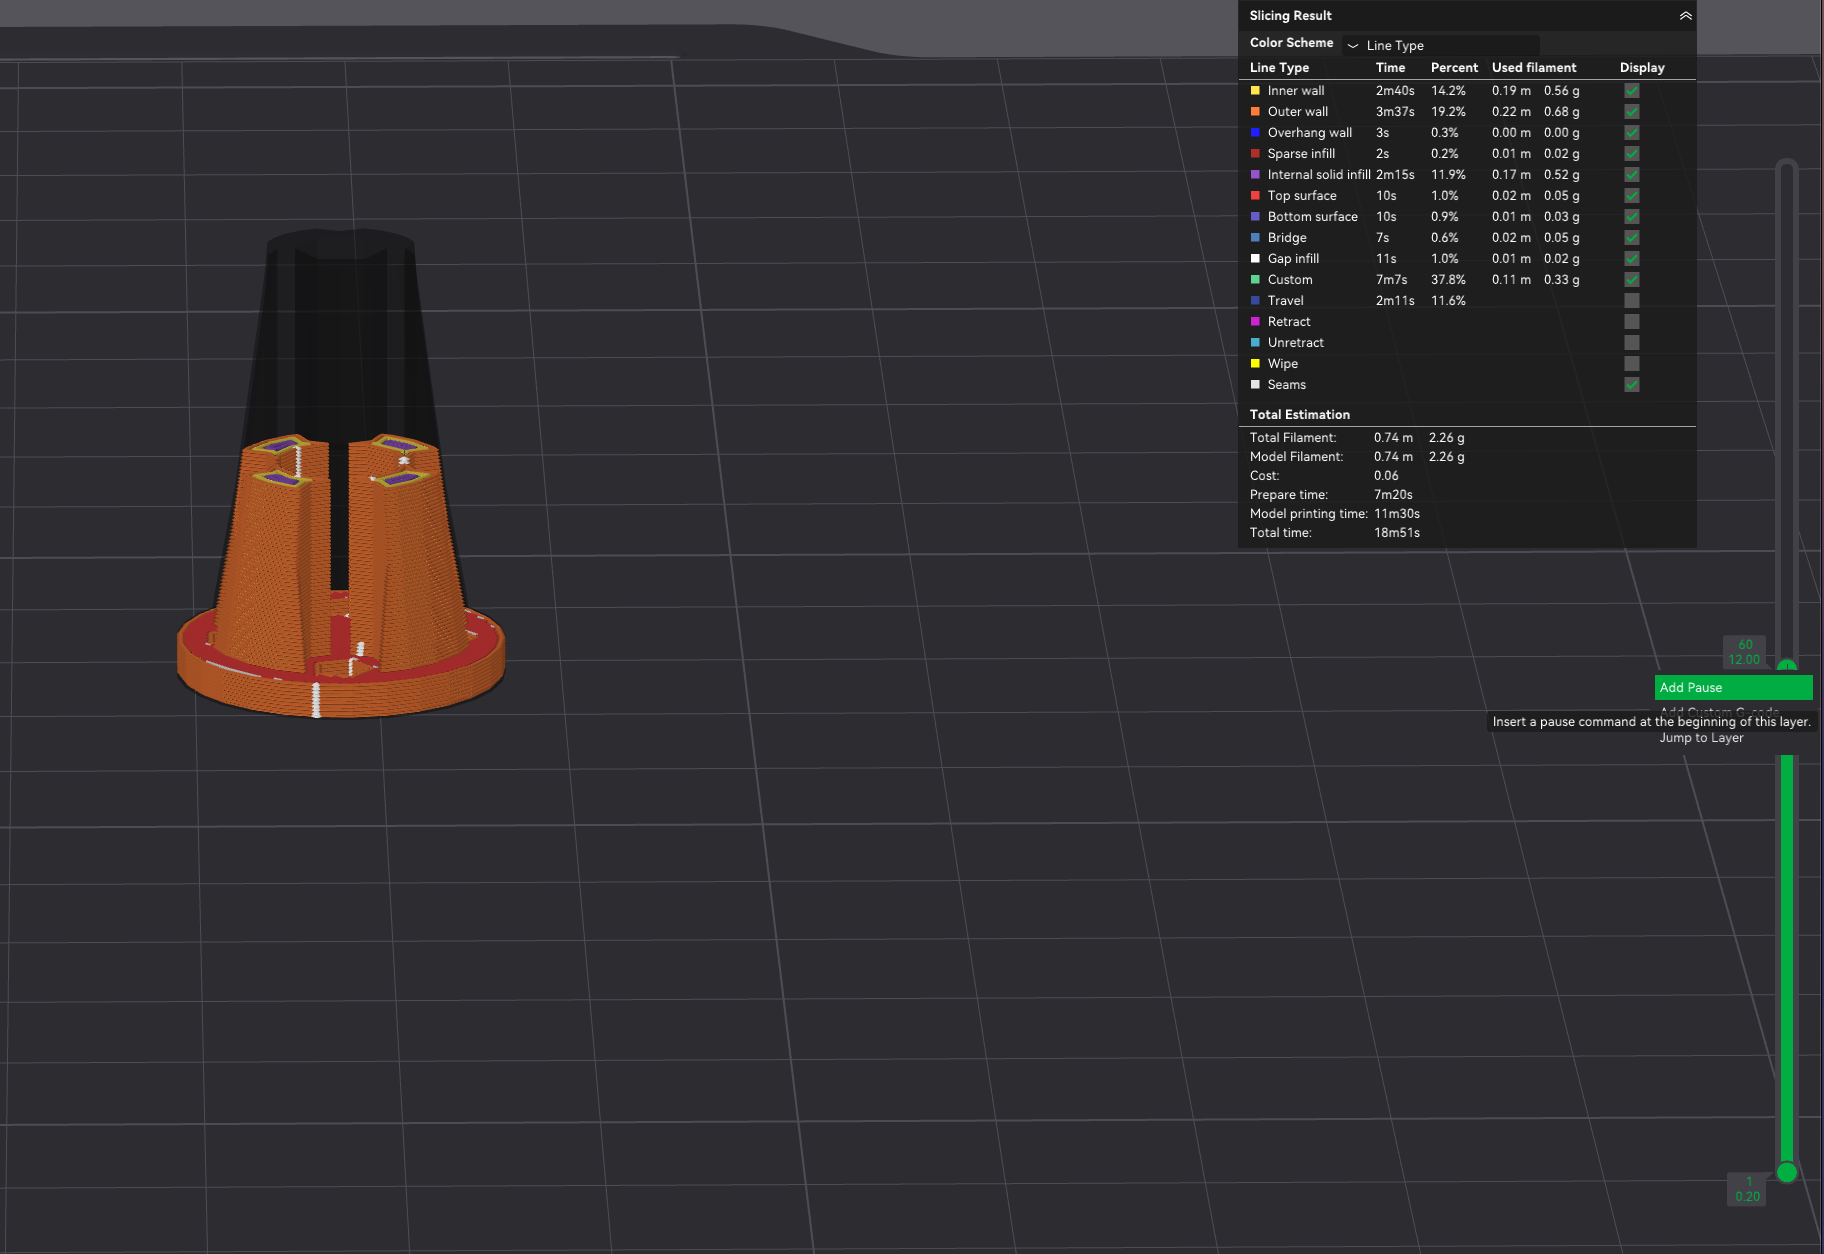 Slicing Result
Color Scheme Line Type
Line Type Time Percent Used filament Display
Inner wall 2m40s 14.2% 0.19 m 0.56 g
Outer wall 3m37s 19.2% 0.22 m 0.68 g
Overhang wall 3s 0.3% 0.00 m 0.00 g
Sparse infill 2s 0.2% 0.01 m 0.02 g
Internal solid infill 2m15s 11.9% 0.17 m 0.52 g
Top surface 10s 1.0% 0.02 m 0.05 g
Bottom surface 10s 0.9% 0.01 m 0.03 g
Bridge 7s 0.6% 0.02 m 0.05 g
Gap infill 11s 1.0% 0.01 m 0.02 g
Custom 7m7s 37.8% 0.11 m 0.33 g
Travel 2m11s 11.6%
Retract
Unretract
Wipe
Seams
Total Estimation
Total Filament: 0.74 m 2.26 g
Model Filament: 0.74 m 2.26 g
Cost: 0.06
Prepare time: 7m20s
Model printing time: 11m30s
Total time: 18m51s
60
12.00
Add Pause
Add Custom G-code
Insert a pause command at the beginning of this layer.
Jump to Layer
1
0.20